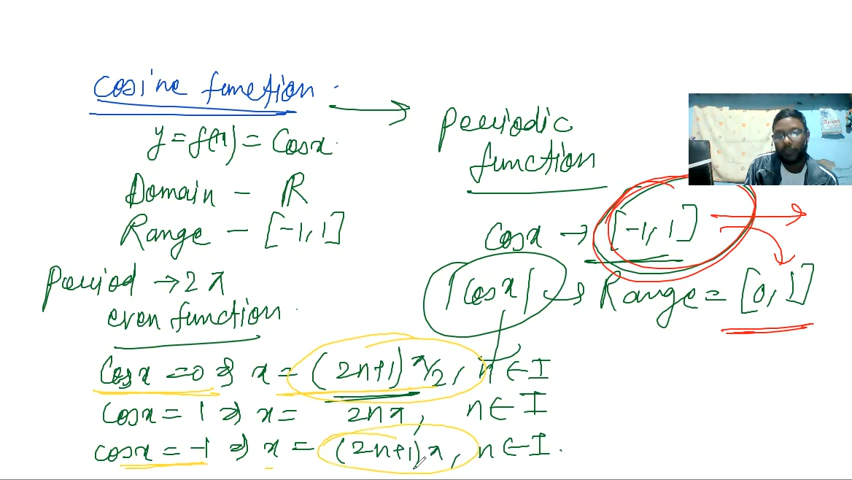 Cosine function
y = f(x) = Cosx
Domain - R
Range - [-1, 1]
Period → 2π
even function
Cosx = 0 ⇒ x = (2n+1) π/2, n ∈ I
Cosx = 1 ⇒ x = 2nπ, n ∈ I
cosx = -1 ⇒ x = (2n+1) π, n ∈ I.
Periodic
function
cosx → [-1, 1]
|cosx| → Range = [0, 1]